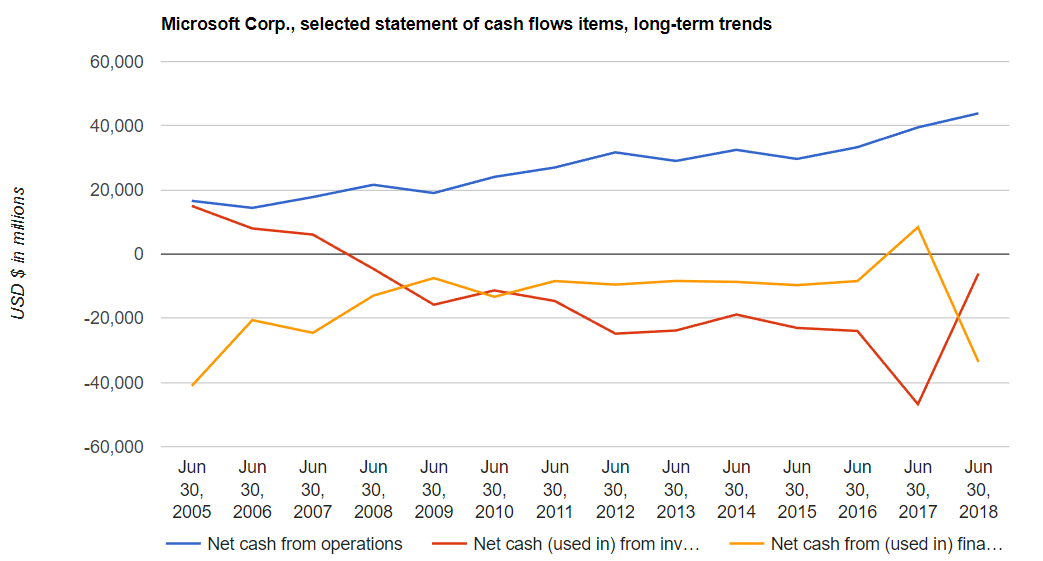 Microsoft Corp., selected statement of cash flows items, long-term trends
USD $ in millions
60,000
40,000
20,000
0
-20,000
-40,000
-60,000
Jun 30, 2005
Jun 30, 2006
Jun 30, 2007
Jun 30, 2008
Jun 30, 2009
Jun 30, 2010
Jun 30, 2011
Jun 30, 2012
Jun 30, 2013
Jun 30, 2014
Jun 30, 2015
Jun 30, 2016
Jun 30, 2017
Jun 30, 2018
Net cash from operations
Net cash (used in) from inv…
Net cash from (used in) fina…